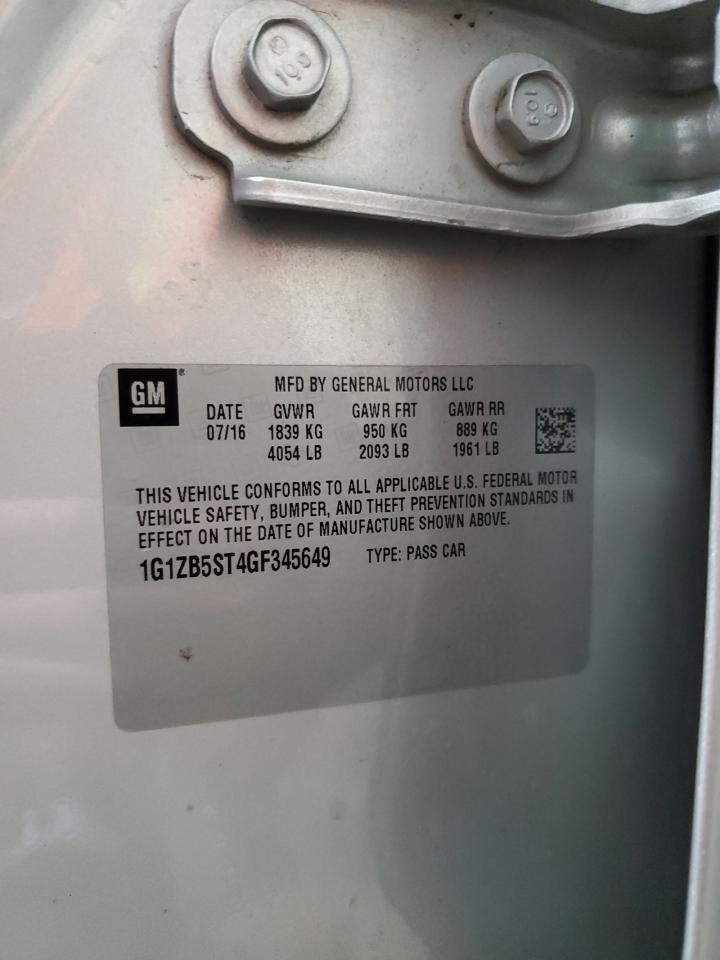 109
109
GM
MFD BY GENERAL MOTORS LLC
DATE GVWR GAWR FRT GAWR RR
07/16 1839 KG 950 KG 889 KG
4054 LB 2093 LB 1961 LB
THIS VEHICLE CONFORMS TO ALL APPLICABLE U.S. FEDERAL MOTOR
VEHICLE SAFETY, BUMPER, AND THEFT PREVENTION STANDARDS IN
EFFECT ON THE DATE OF MANUFACTURE SHOWN ABOVE.
1G1ZB5ST4GF345649 TYPE: PASS CAR